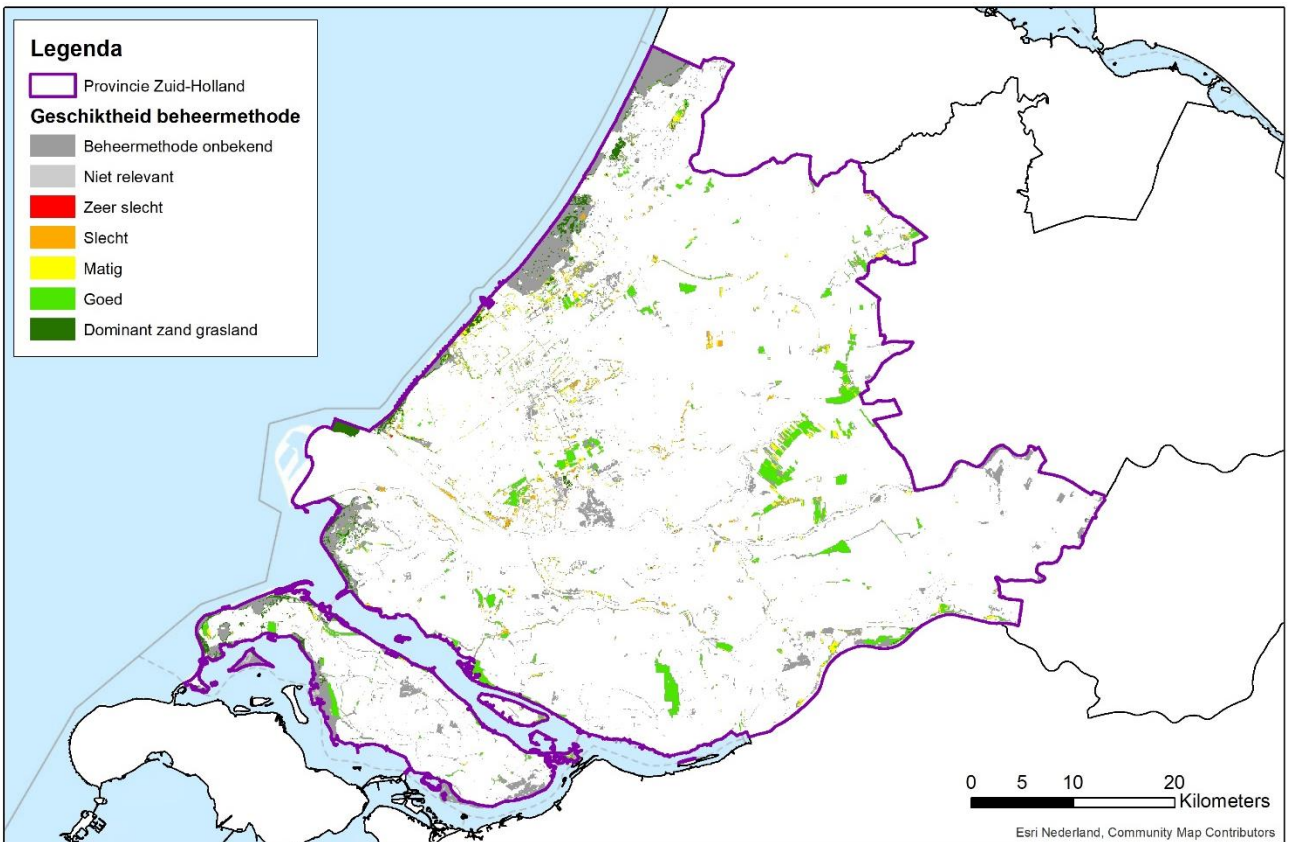 Legenda
Provincie Zuid-Holland
Geschiktheid beheermethode
Beheermethode onbekend
Niet relevant
Zeer slecht
Slecht
Matig
Goed
Dominant zand grasland
0 5 10 20
Kilometers
Esri Nederland, Community Map Contributors